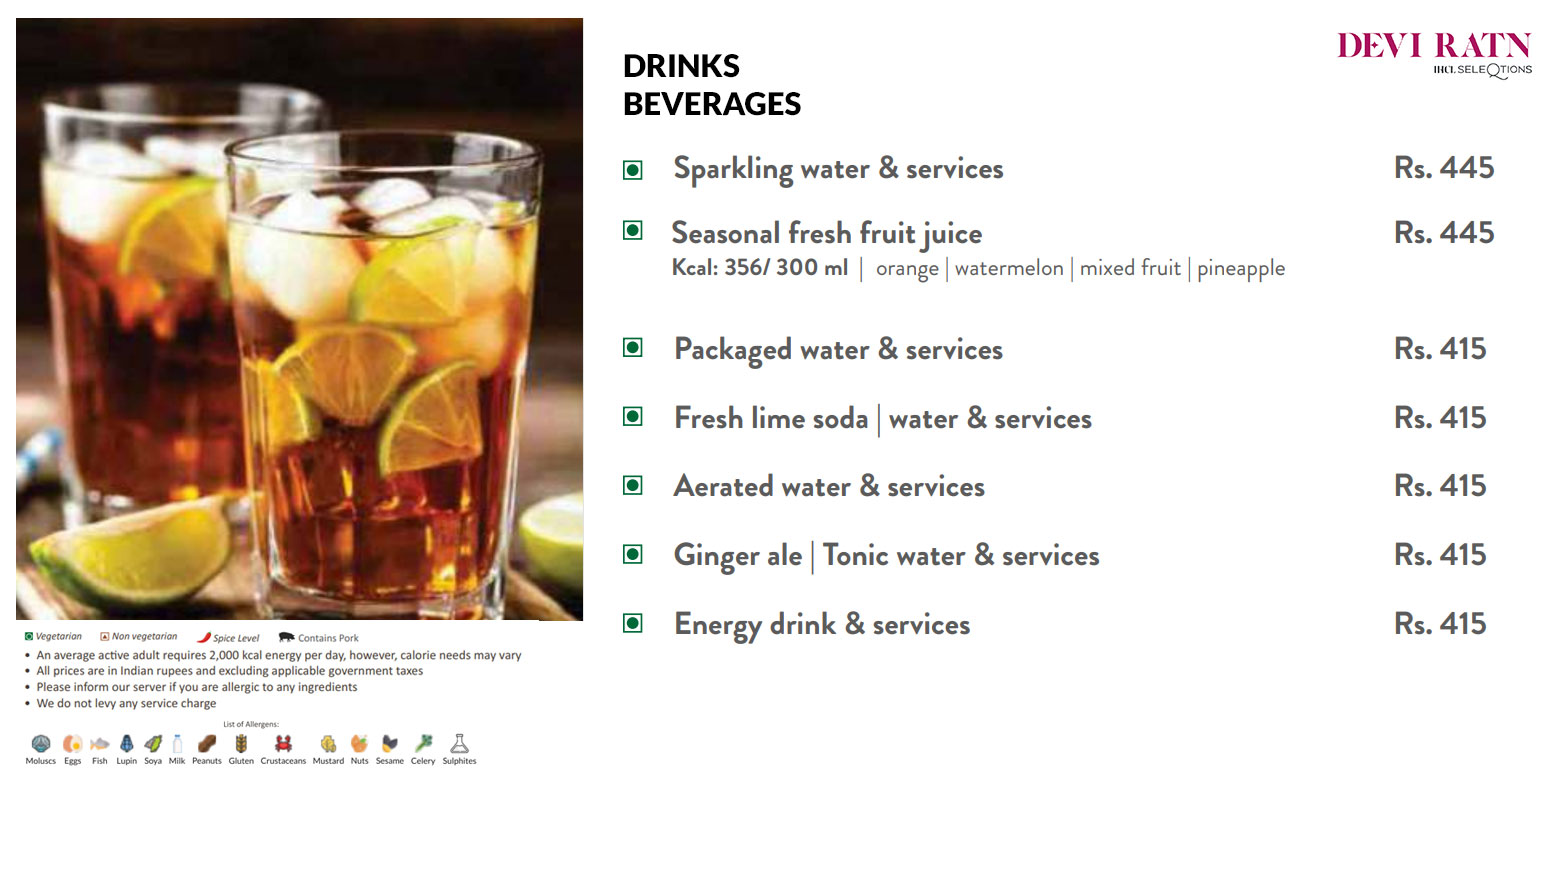 DEVI RATN
IHCL SELEQTIONS
DRINKS
BEVERAGES
Sparkling water & services Rs. 445
Seasonal fresh fruit juice Rs. 445
Kcal: 356/ 300 ml | orange | watermelon | mixed fruit | pineapple
Packaged water & services Rs. 415
Fresh lime soda | water & services Rs. 415
Aerated water & services Rs. 415
Ginger ale | Tonic water & services Rs. 415
Energy drink & services Rs. 415
Vegetarian Non vegetarian Spice Level Contains Pork
• An average active adult requires 2,000 kcal energy per day, however, calorie needs may vary
• All prices are in Indian rupees and excluding applicable government taxes
• Please inform our server if you are allergic to any ingredients
• We do not levy any service charge
List of Allergens:
Moluscs Eggs Fish Lupin Soya Milk Peanuts Gluten Crustaceans Mustard Nuts Sesame Celery Sulphites